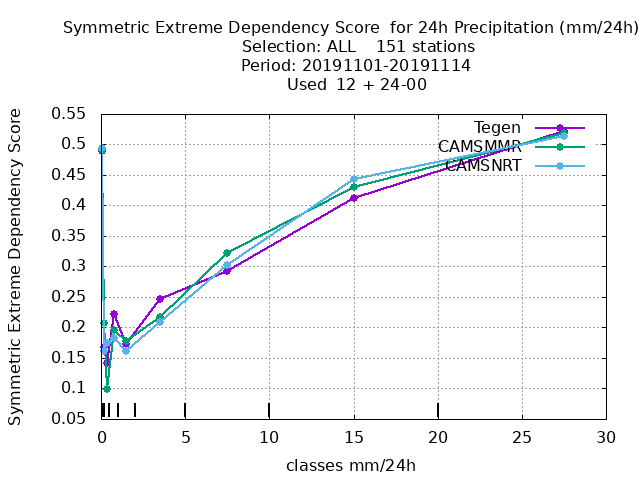 Symmetric Extreme Dependency Score  for 24h Precipitation (mm/24h)
Selection: ALL    151 stations
Period: 20191101-20191114
Used  12 + 24-00
Symmetric Extreme Dependency Score
0.55
0.5
0.45
0.4
0.35
0.3
0.25
0.2
0.15
0.1
0.05
Tegen
CAMSMMR
CAMSNRT
0 5 10 15 20 25 30
classes mm/24h